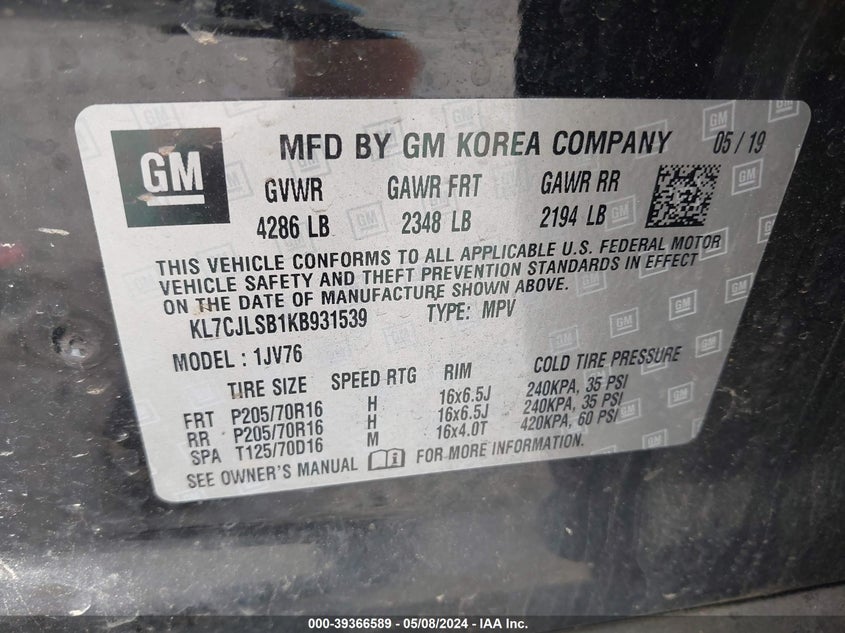 GM
MFD BY GM KOREA COMPANY 05 / 19
GVWR GAWR FRT GAWR RR
4286 LB 2348 LB 2194 LB
THIS VEHICLE CONFORMS TO ALL APPLICABLE U.S. FEDERAL MOTOR
VEHICLE SAFETY AND THEFT PREVENTION STANDARDS IN EFFECT
ON THE DATE OF MANUFACTURE SHOWN ABOVE.
KL7CJLSB1KB931539 TYPE: MPV
MODEL : 1JV76
TIRE SIZE SPEED RTG RIM COLD TIRE PRESSURE
FRT P205/70R16 H 16x6.5J 240KPA, 35 PSI
RR P205/70R16 H 16x6.5J 240KPA, 35 PSI
SPA T125/70D16 M 16x4.0T 420KPA, 60 PSI
SEE OWNER'S MANUAL FOR MORE INFORMATION.
000-39366589 - 05/08/2024 - IAA Inc.